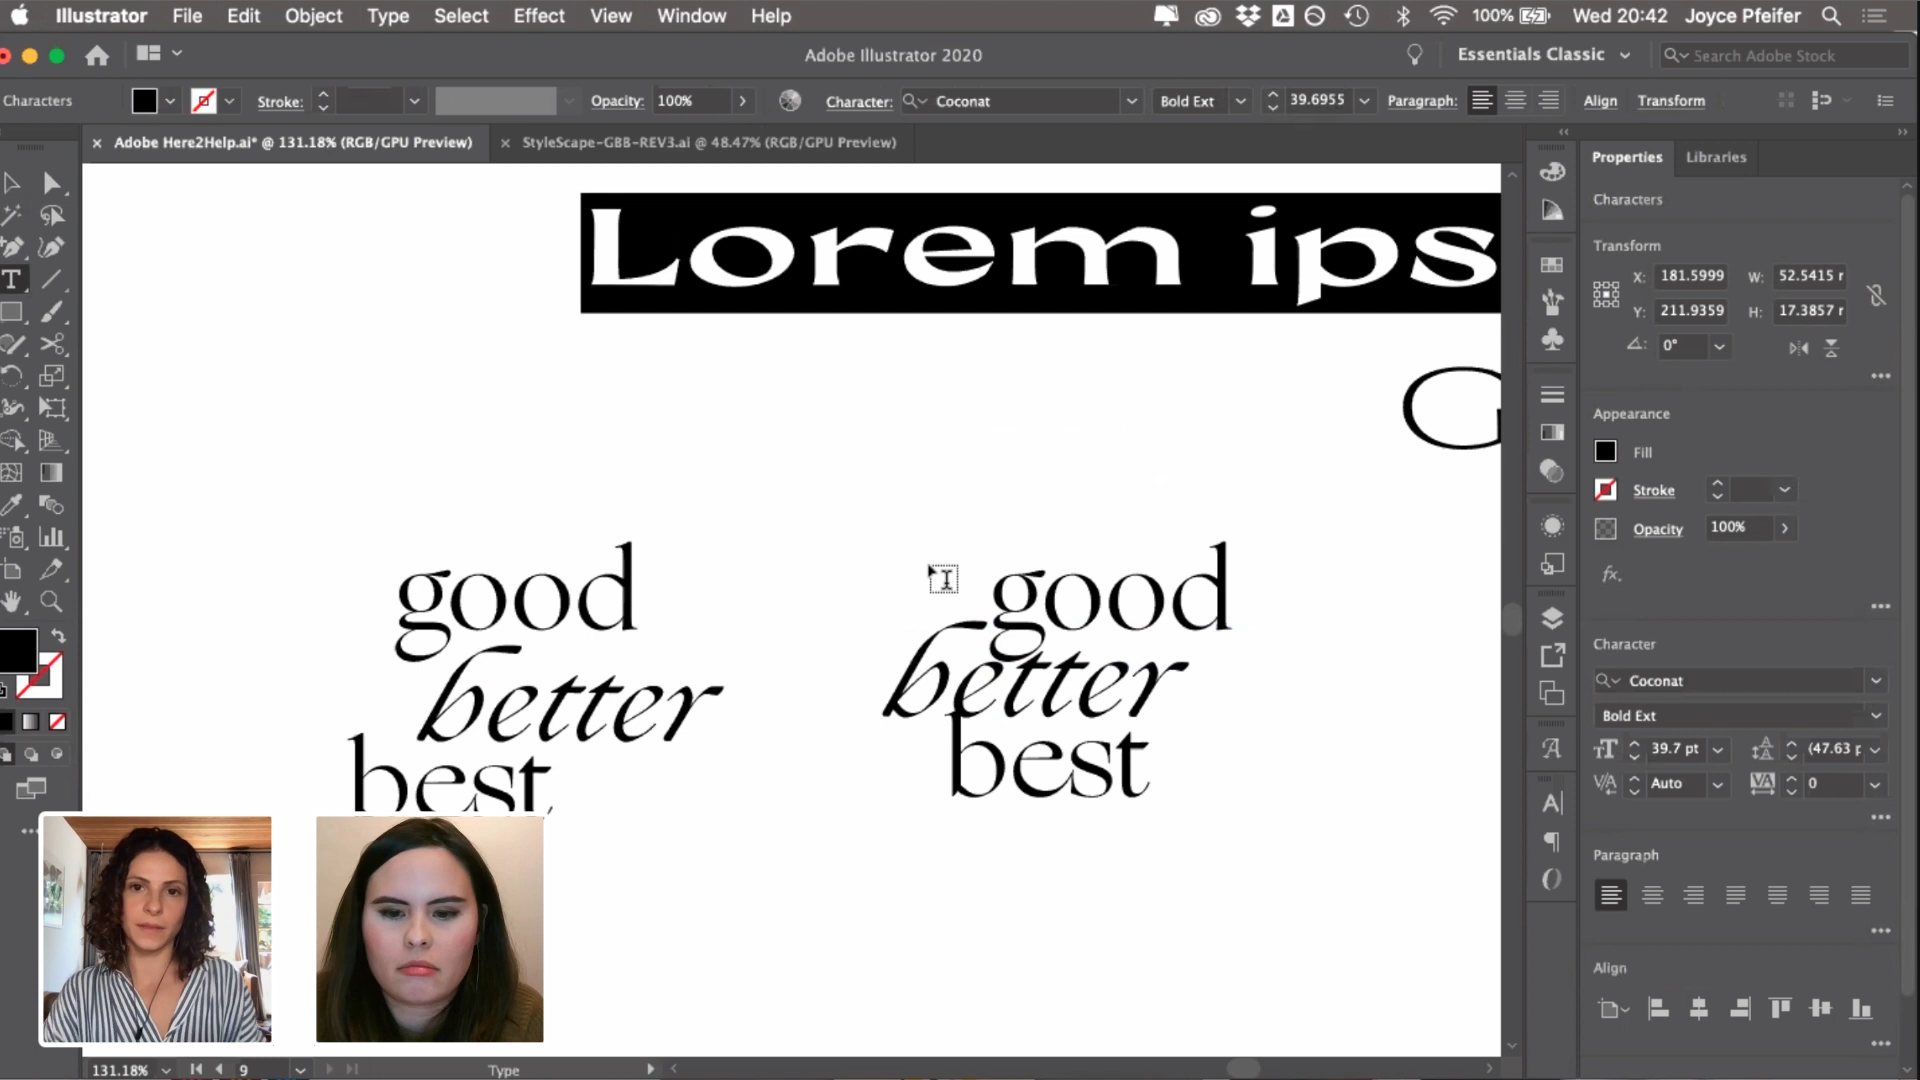 Illustrator File Edit Object Type Select Effect View Window Help 100% Wed 20:42 Joyce Pfeifer
Adobe Illustrator 2020 Essentials Classic Search Adobe Stock
Characters Stroke: Opacity: 100% Character: Coconat Bold Ext 39.6955 Paragraph: Align Transform
× Adobe Here2Help.ai* @ 131.18% (RGB/GPU Preview) × StyleScape-GBB-REV3.ai @ 48.47% (RGB/GPU Preview)
Properties Libraries
Characters
Transform
X: 181.5999 W: 52.5415 r
Y: 211.9359 H: 17.3857 r
0°
Appearance
Fill
Stroke
Opacity 100%
fx.
Character
Coconat
Bold Ext
39.7 pt (47.63 p
Auto 0
Paragraph
Align
Lorem ips
G
good
better
best
good
better
best
131.18% 9 Type